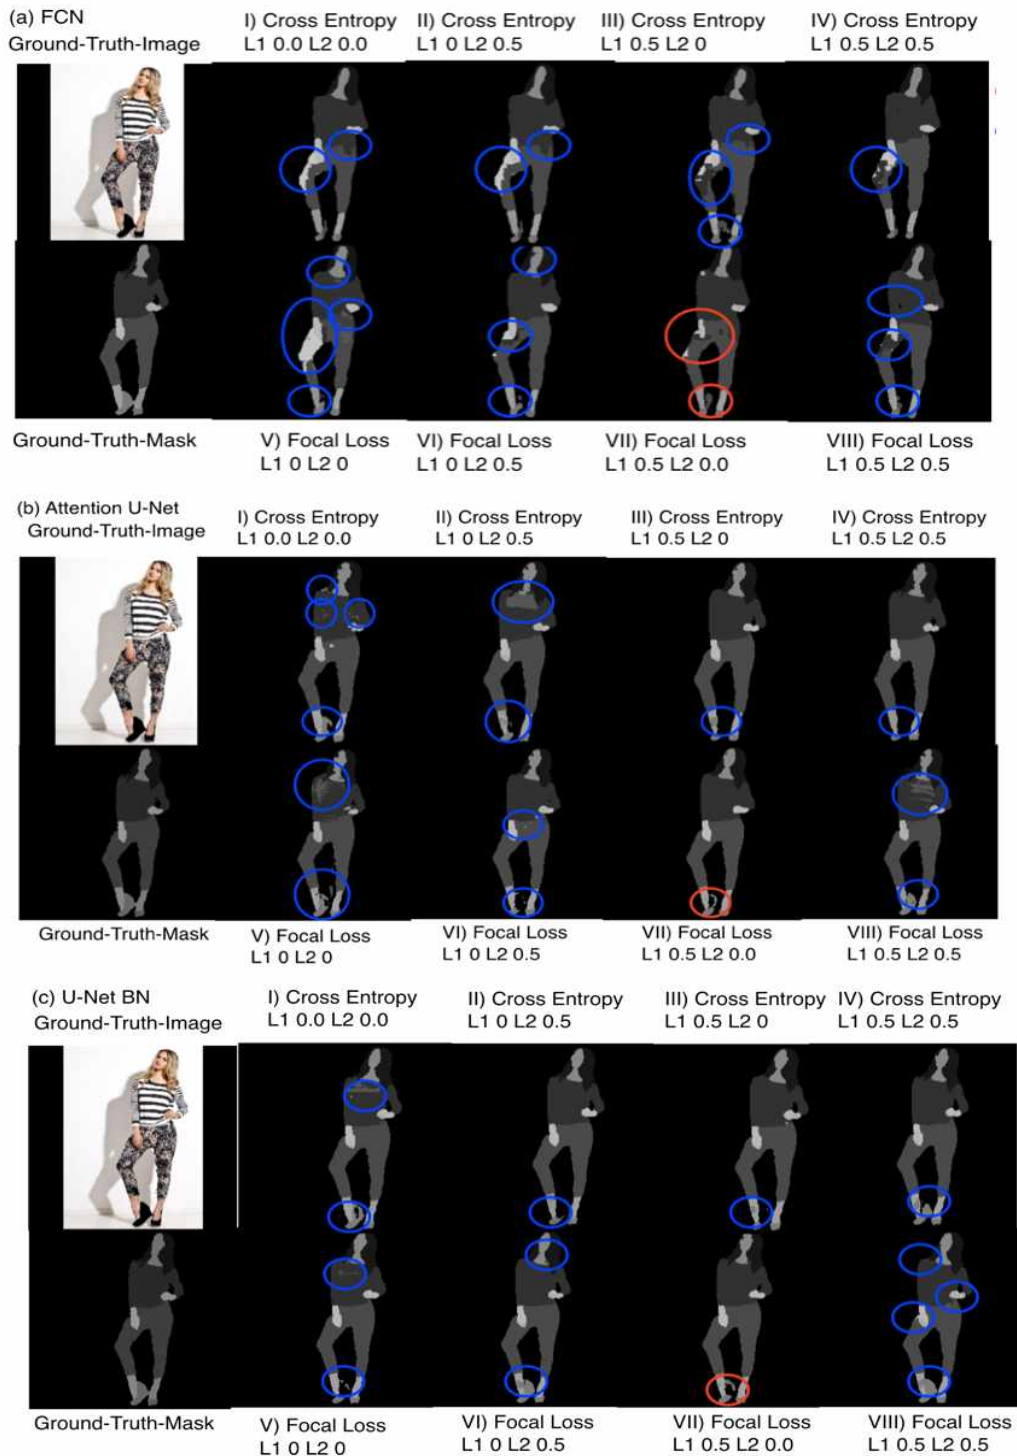 (a) FCN
Ground-Truth-Image
I) Cross Entropy
L1 0.0 L2 0.0
II) Cross Entropy
L1 0 L2 0.5
III) Cross Entropy
L1 0.5 L2 0
IV) Cross Entropy
L1 0.5 L2 0.5
Ground-Truth-Mask
V) Focal Loss
L1 0 L2 0
VI) Focal Loss
L1 0 L2 0.5
VII) Focal Loss
L1 0.5 L2 0.0
VIII) Focal Loss
L1 0.5 L2 0.5
(b) Attention U-Net
Ground-Truth-Image
I) Cross Entropy
L1 0.0 L2 0.0
II) Cross Entropy
L1 0 L2 0.5
III) Cross Entropy
L1 0.5 L2 0
IV) Cross Entropy
L1 0.5 L2 0.5
Ground-Truth-Mask
V) Focal Loss
L1 0 L2 0
VI) Focal Loss
L1 0 L2 0.5
VII) Focal Loss
L1 0.5 L2 0.0
VIII) Focal Loss
L1 0.5 L2 0.5
(c) U-Net BN
Ground-Truth-Image
I) Cross Entropy
L1 0.0 L2 0.0
II) Cross Entropy
L1 0 L2 0.5
III) Cross Entropy
L1 0.5 L2 0
IV) Cross Entropy
L1 0.5 L2 0.5
Ground-Truth-Mask
V) Focal Loss
L1 0 L2 0
VI) Focal Loss
L1 0 L2 0.5
VII) Focal Loss
L1 0.5 L2 0.0
VIII) Focal Loss
L1 0.5 L2 0.5